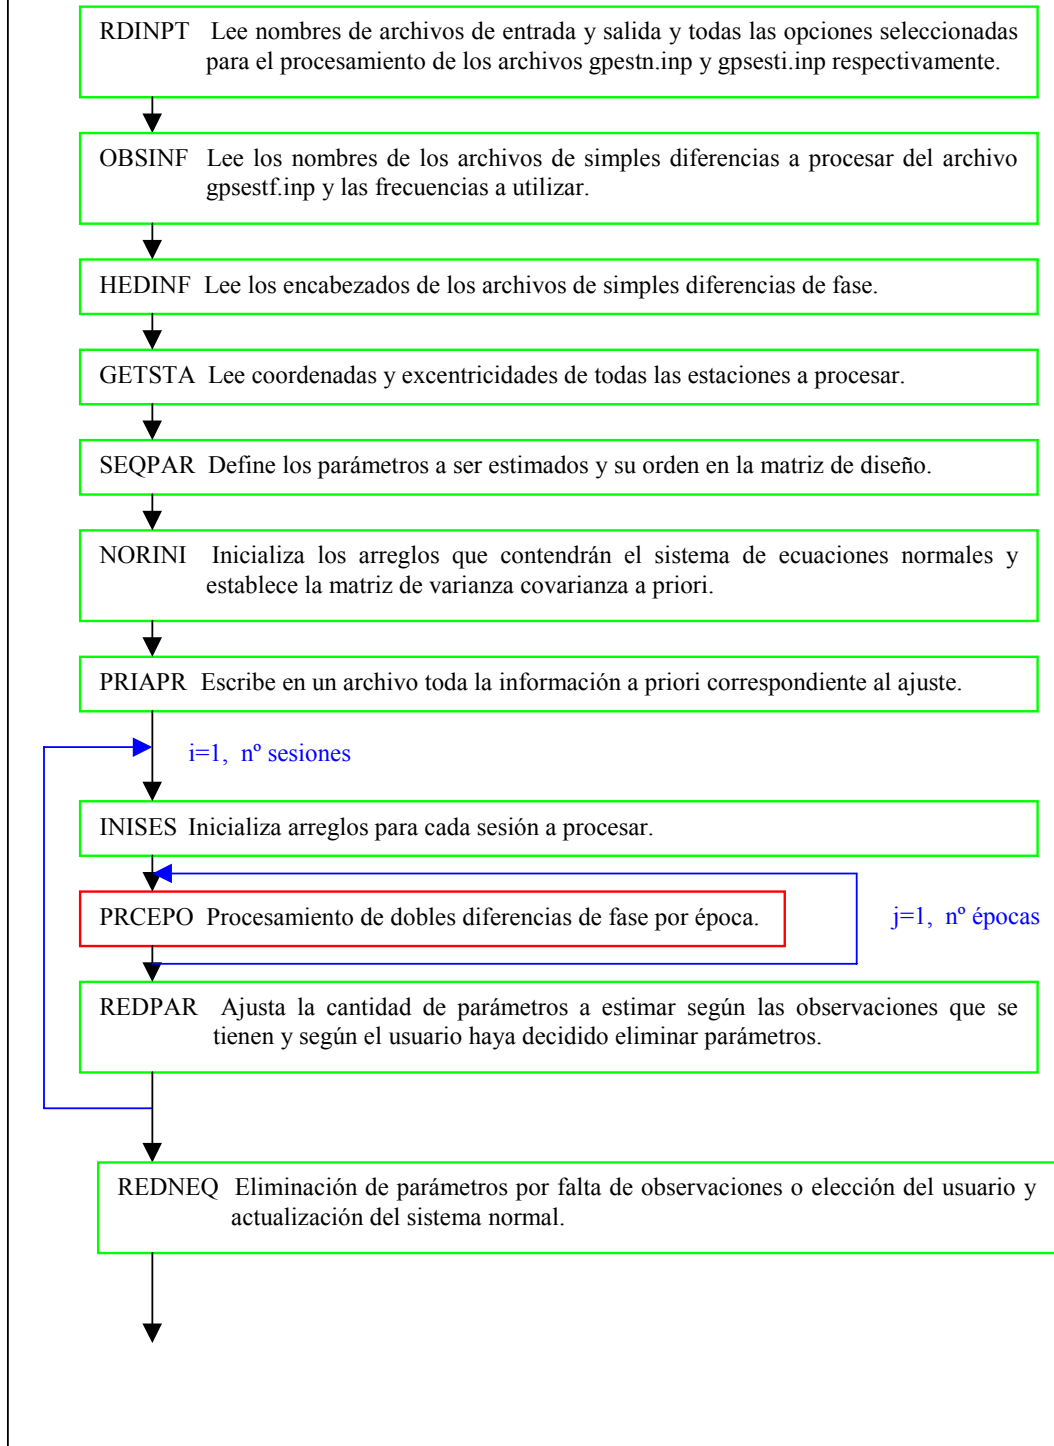 RDINPT Lee nombres de archivos de entrada y salida y todas las opciones seleccionadas
para el procesamiento de los archivos gpestn.inp y gpsesti.inp respectivamente.
OBSINF Lee los nombres de los archivos de simples diferencias a procesar del archivo
gpsestf.inp y las frecuencias a utilizar.
HEDINF Lee los encabezados de los archivos de simples diferencias de fase.
GETSTA Lee coordenadas y excentricidades de todas las estaciones a procesar.
SEQPAR Define los parámetros a ser estimados y su orden en la matriz de diseño.
NORINI Inicializa los arreglos que contendrán el sistema de ecuaciones normales y
establece la matriz de varianza covarianza a priori.
PRIAPR Escribe en un archivo toda la información a priori correspondiente al ajuste.
i=1, nº sesiones
INISES Inicializa arreglos para cada sesión a procesar.
PRCEPO Procesamiento de dobles diferencias de fase por época.
j=1, nº épocas
REDPAR Ajusta la cantidad de parámetros a estimar según las observaciones que se
tienen y según el usuario haya decidido eliminar parámetros.
REDNEQ Eliminación de parámetros por falta de observaciones o elección del usuario y
actualización del sistema normal.